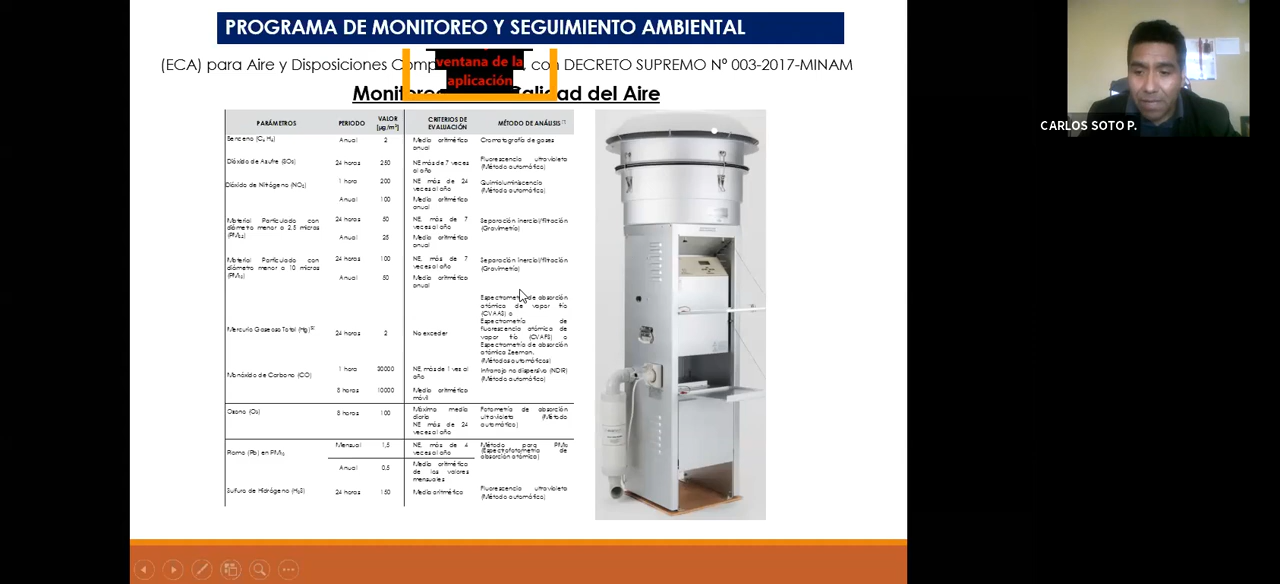 PROGRAMA DE MONITOREO Y SEGUIMIENTO AMBIENTAL
(ECA) para Aire y Disposiciones Comp , con DECRETO SUPREMO Nº 003-2017-MINAM
ventana de la
aplicación
Monit Calidad del Aire
CARLOS SOTO P.
PARÁMETROS PERIODO VALOR [µg/m³] CRITERIOS DE EVALUACIÓN MÉTODO DE ANÁLISIS [1]
Benceno (C₆ H₆) Anual 2 Media aritmética anual Cromatografía de gases
Dióxido de Azufre (SO₂) 24 horas 250 NE más de 7 veces al año Fluorescencia ultravioleta (Método automático)
Dióxido de Nitrógeno (NO₂) 1 hora 200 NE más de 24 veces al año Quimioluminiscencia (Método automático)
Anual 100 Media aritmética anual
Material Particulado con diámetro menor a 2,5 micras (PM₂,₅) 24 horas 50 NE más de 7 veces al año Separación inercial/filtración (Gravimetría)
Anual 25 Media aritmética anual
Material Particulado con diámetro menor a 10 micras (PM₁₀) 24 horas 100 NE más de 7 veces al año Separación inercial/filtración (Gravimetría)
Anual 50 Media aritmética anual
Mercurio Gaseoso Total (Hg) [2] 24 horas 2 No exceder Espectrometría de absorción atómica de vapor frío (CVAAS) o Espectrometría de fluorescencia atómica de vapor frío (CVAFS) o Espectrometría de absorción atómica Zeeman. (Métodos automáticos)
Monóxido de Carbono (CO) 1 hora 30000 NE más de 1 vez al año Infrarrojo no dispersivo (NDIR) (Método automático)
8 horas 10000 Media aritmética móvil
Ozono (O₃) 8 horas 100 Máxima media diaria NE más de 24 veces al año Fotometría de absorción ultravioleta (Método automático)
Plomo (Pb) en PM₁₀ Mensual 1,5 NE más de 4 veces al año Método para PM₁₀ (Espectrofotometría de absorción atómica)
Anual 0,5 Media aritmética de los valores mensuales
Sulfuro de Hidrógeno (H₂S) 24 horas 150 Media aritmética Fluorescencia ultravioleta (Método automático)